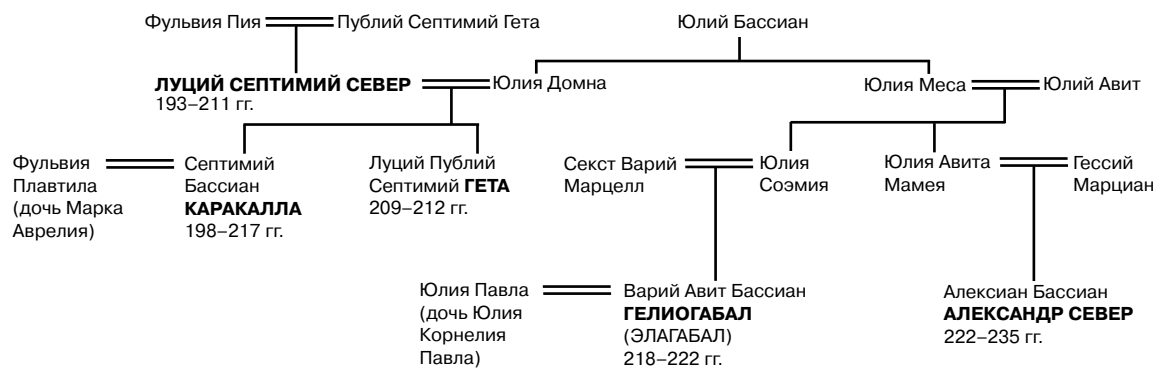 Фульвия Пия
Публий Септимий Гета
Юлий Бассиан
ЛУЦИЙ СЕПТИМИЙ СЕВЕР
193–211 гг.
Юлия Домна
Юлия Меса
Юлий Авит
Фульвия
Плавтила
(дочь Марка
Аврелия)
Септимий
Бассиан
КАРАКАЛЛА
198–217 гг.
Луций Публий
Септимий ГЕТА
209–212 гг.
Секст Варий
Марцелл
Юлия
Соэмия
Юлия Авита
Мамея
Гессий
Марциан
Юлия Павла
(дочь Юлия
Корнелия
Павла)
Варий Авит Бассиан
ГЕЛИОГАБАЛ
(ЭЛАГАБАЛ)
218–222 гг.
Алексиан Бассиан
АЛЕКСАНДР СЕВЕР
222–235 гг.